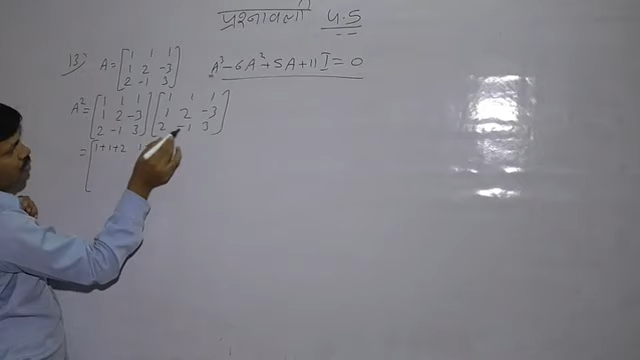 प्रश्नावली 4.5
13) A = [1 1 1 A³-6A²+5A+11I=0
1 2 -3
2 -1 3]
A² = [1 1 1 [1 1 1
1 2 -3 1 2 -3
2 -1 3] 2 -1 3]
= [1+1+2 1